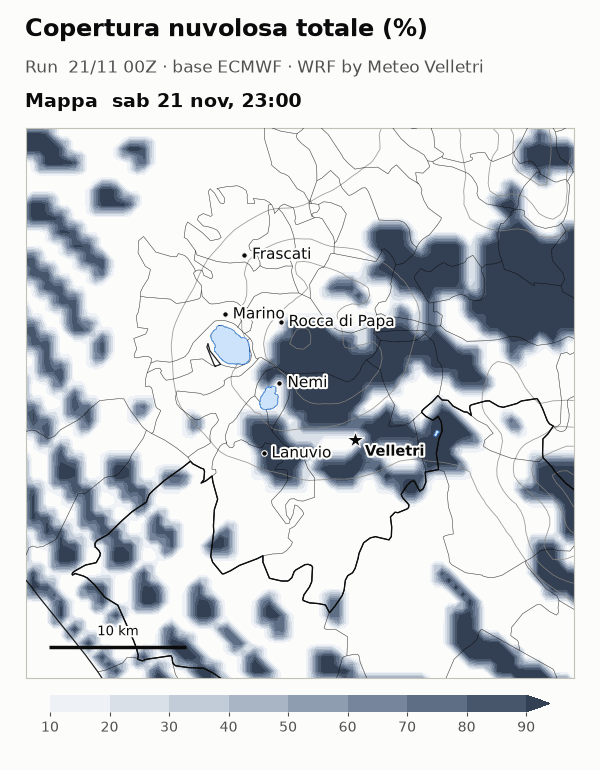 Copertura nuvolosa totale (%)
Run  21/11 00Z · base ECMWF · WRF by Meteo Velletri
Mappa  sab 21 nov, 23:00
Frascati
Marino
Rocca di Papa
Nemi
Velletri
Lanuvio
10 km
10 20 30 40 50 60 70 80 90